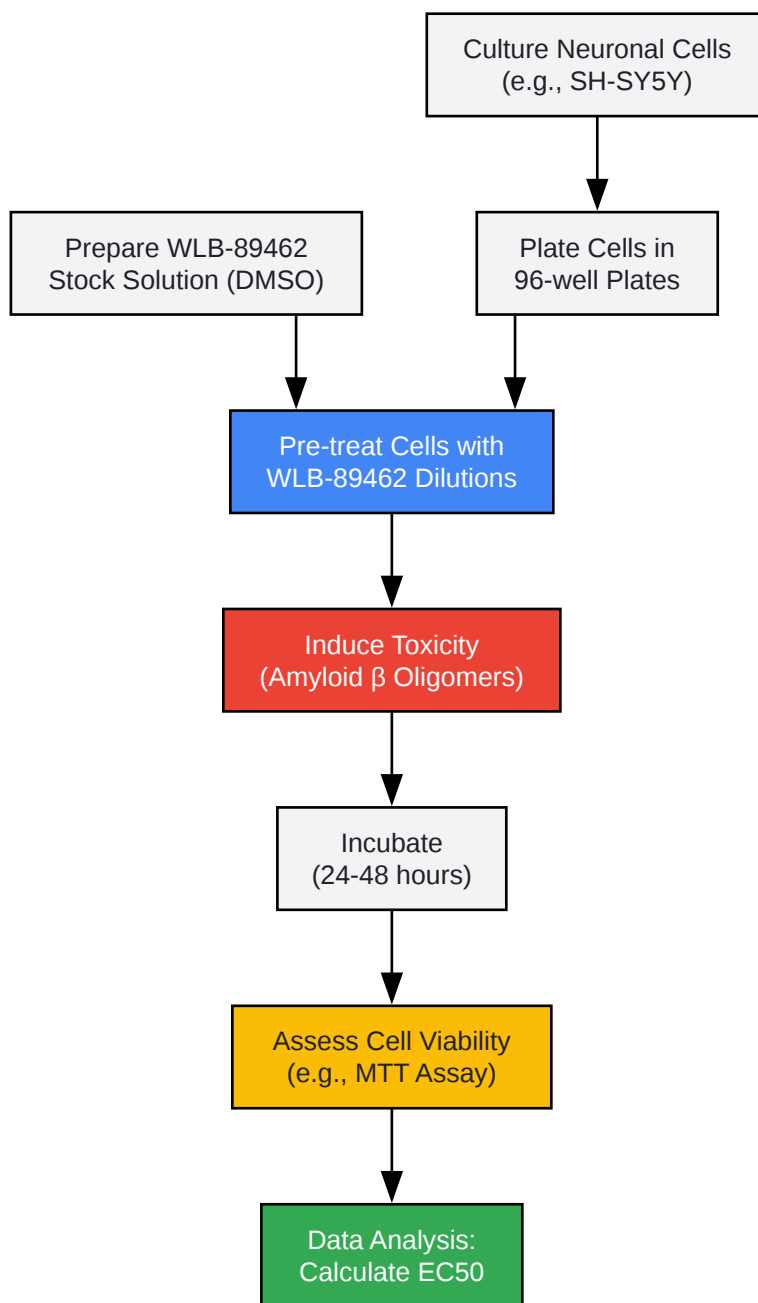 Culture Neuronal Cells
(e.g., SH-SY5Y)
Prepare WLB-89462
Stock Solution (DMSO)
Plate Cells in
96-well Plates
Pre-treat Cells with
WLB-89462 Dilutions
Induce Toxicity
(Amyloid β Oligomers)
Incubate
(24-48 hours)
Assess Cell Viability
(e.g., MTT Assay)
Data Analysis:
Calculate EC50